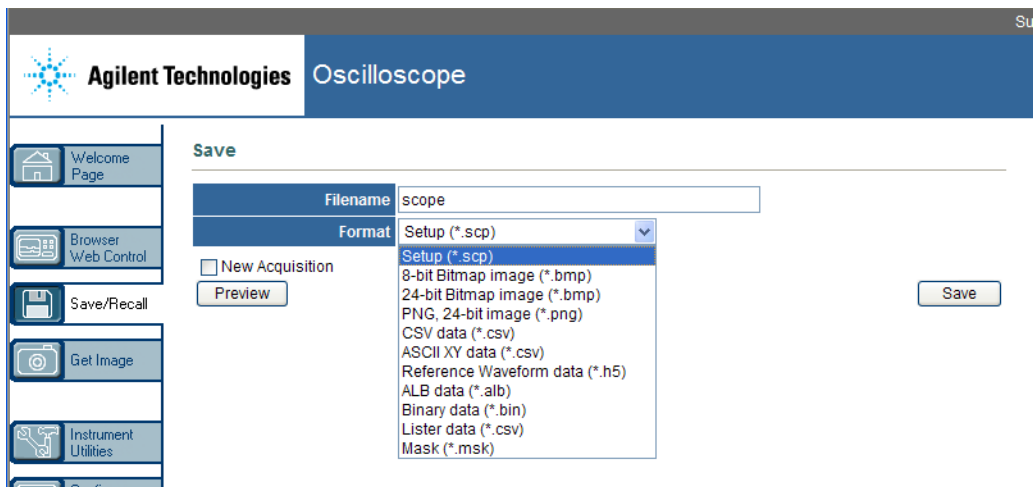 Su
Agilent Technologies
Oscilloscope
Welcome
Page
Browser
Web Control
Save/Recall
Get Image
Instrument
Utilities
Save
Filename scope
Format Setup (*.scp)
Setup (*.scp)
8-bit Bitmap image (*.bmp)
24-bit Bitmap image (*.bmp)
PNG, 24-bit image (*.png)
CSV data (*.csv)
ASCII XY data (*.csv)
Reference Waveform data (*.h5)
ALB data (*.alb)
Binary data (*.bin)
Lister data (*.csv)
Mask (*.msk)
New Acquisition
Preview
Save